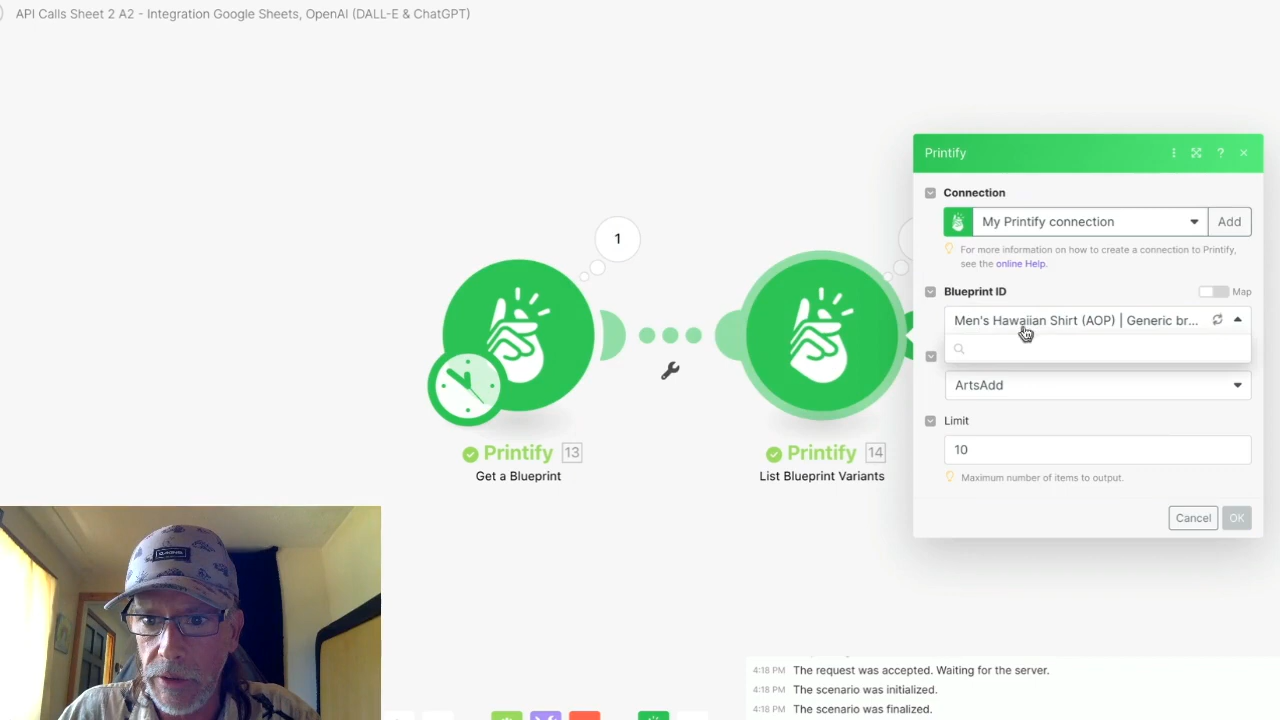 API Calls Sheet 2 A2 - Integration Google Sheets, OpenAI (DALL-E & ChatGPT)
Printify
?
Connection
My Printify connection
Add
For more information on how to create a connection to Printify,
see the online Help.
1
Blueprint ID
Map
Men's Hawaiian Shirt (AOP) | Generic br...
ArtsAdd
Limit
10
Maximum number of items to output.
Cancel
OK
Printify 13
Get a Blueprint
Printify 14
List Blueprint Variants
4:18 PM The request was accepted. Waiting for the server.
4:18 PM The scenario was initialized.
4:18 PM The scenario was finalized.